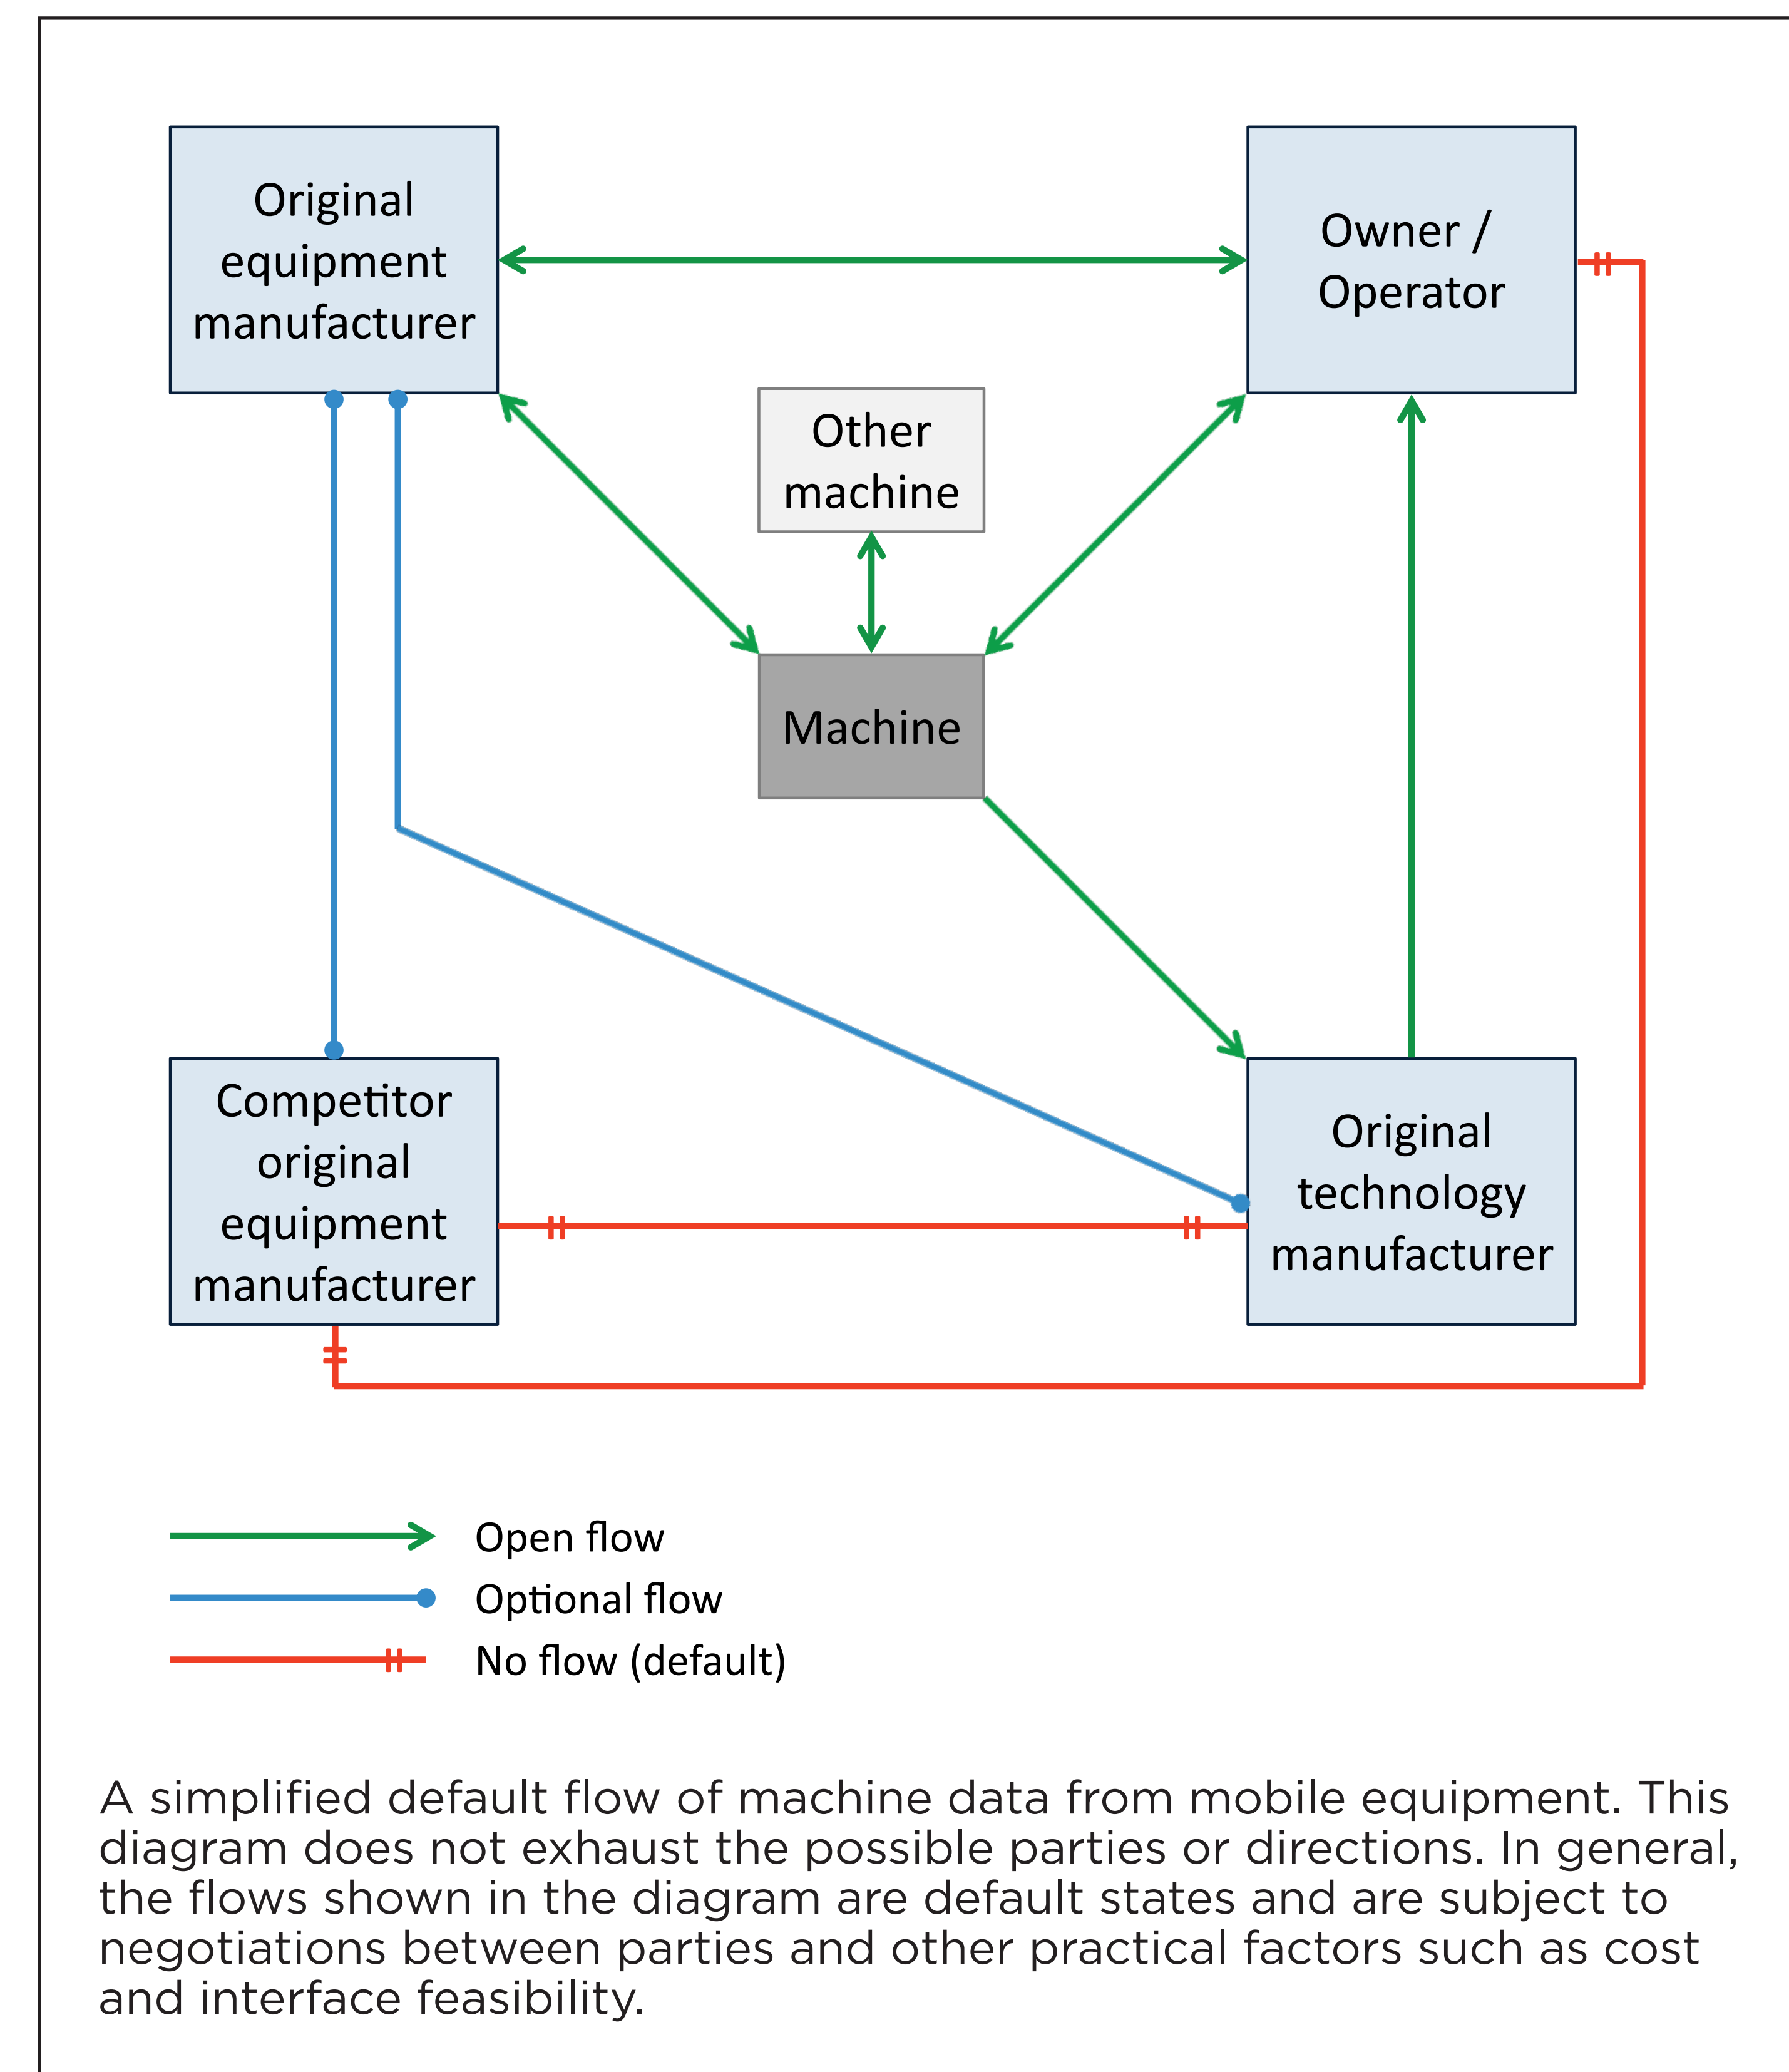 Original
equipment
manufacturer
Owner /
Operator
Other
machine
Machine
Competitor
original
equipment
manufacturer
Original
technology
manufacturer
Open flow
Optional flow
No flow (default)
A simplified default flow of machine data from mobile equipment. This
diagram does not exhaust the possible parties or directions. In general,
the flows shown in the diagram are default states and are subject to
negotiations between parties and other practical factors such as cost
and interface feasibility.